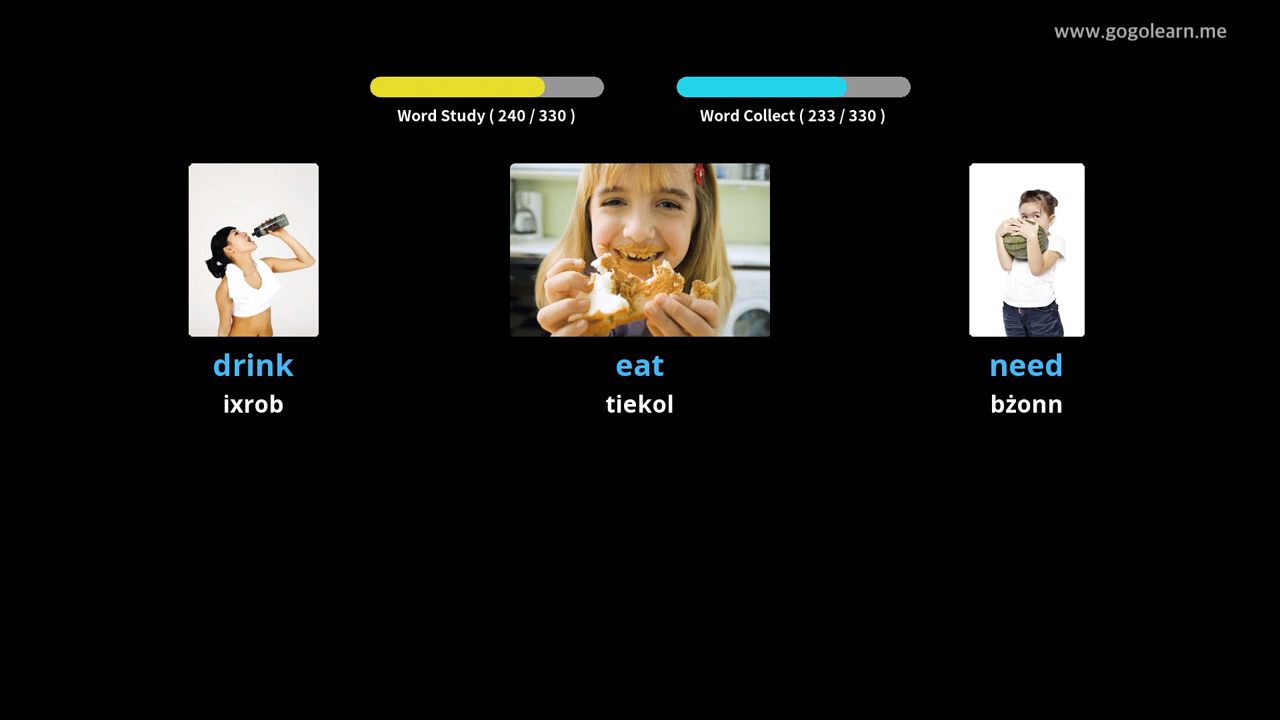 www.gogolearn.me
Word Study ( 240 / 330 )
Word Collect ( 233 / 330 )
drink
eat
need
ixrob
tiekol
bżonn